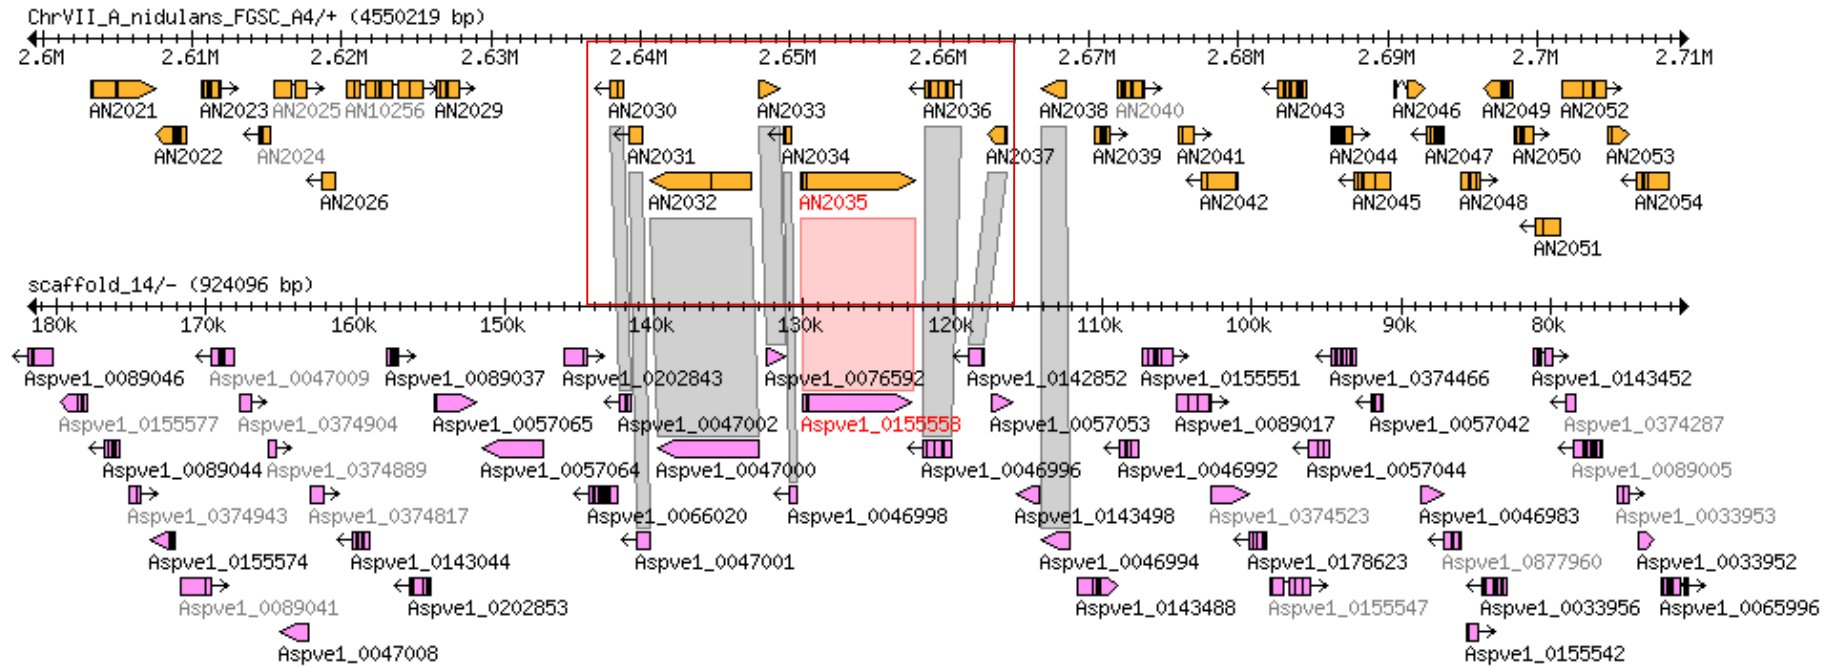 ChrVII_A_nidulans_FGSC_A4/+ (4550219 bp)
2.6M 2.61M 2.62M 2.63M 2.64M 2.65M 2.66M 2.67M 2.68M 2.69M 2.7M 2.71M
AN2021 AN2023 AN2025 AN10256 AN2029 AN2030 AN2033 AN2036 AN2038 AN2040 AN2043 AN2046 AN2049 AN2052
AN2022 AN2024 AN2031 AN2034 AN2037 AN2039 AN2041 AN2044 AN2047 AN2050 AN2053
AN2026 AN2032 AN2035 AN2042 AN2045 AN2048 AN2054
AN2051
scaffold_14/- (924096 bp)
180k 170k 160k 150k 140k 130k 120k 110k 100k 90k 80k
Aspve1_0089046 Aspve1_0047009 Aspve1_0089037 Aspve1_0202843 Aspve1_0076592 Aspve1_0142852 Aspve1_0155551 Aspve1_0374466 Aspve1_0143452
Aspve1_0155577 Aspve1_0374904 Aspve1_0057065 Aspve1_0047002 Aspve1_0155558 Aspve1_0057053 Aspve1_0089017 Aspve1_0057042 Aspve1_0374287
Aspve1_0089044 Aspve1_0374889 Aspve1_0057064 Aspve1_0047000 Aspve1_0046996 Aspve1_0046992 Aspve1_0057044 Aspve1_0089005
Aspve1_0374943 Aspve1_0374817 Aspve1_0066020 Aspve1_0046998 Aspve1_0143498 Aspve1_0374523 Aspve1_0046983 Aspve1_0033953
Aspve1_0155574 Aspve1_0143044 Aspve1_0047001 Aspve1_0046994 Aspve1_0178623 Aspve1_0877960 Aspve1_0033952
Aspve1_0089041 Aspve1_0202853 Aspve1_0143488 Aspve1_0155547 Aspve1_0033956 Aspve1_0065996
Aspve1_0047008 Aspve1_0155542